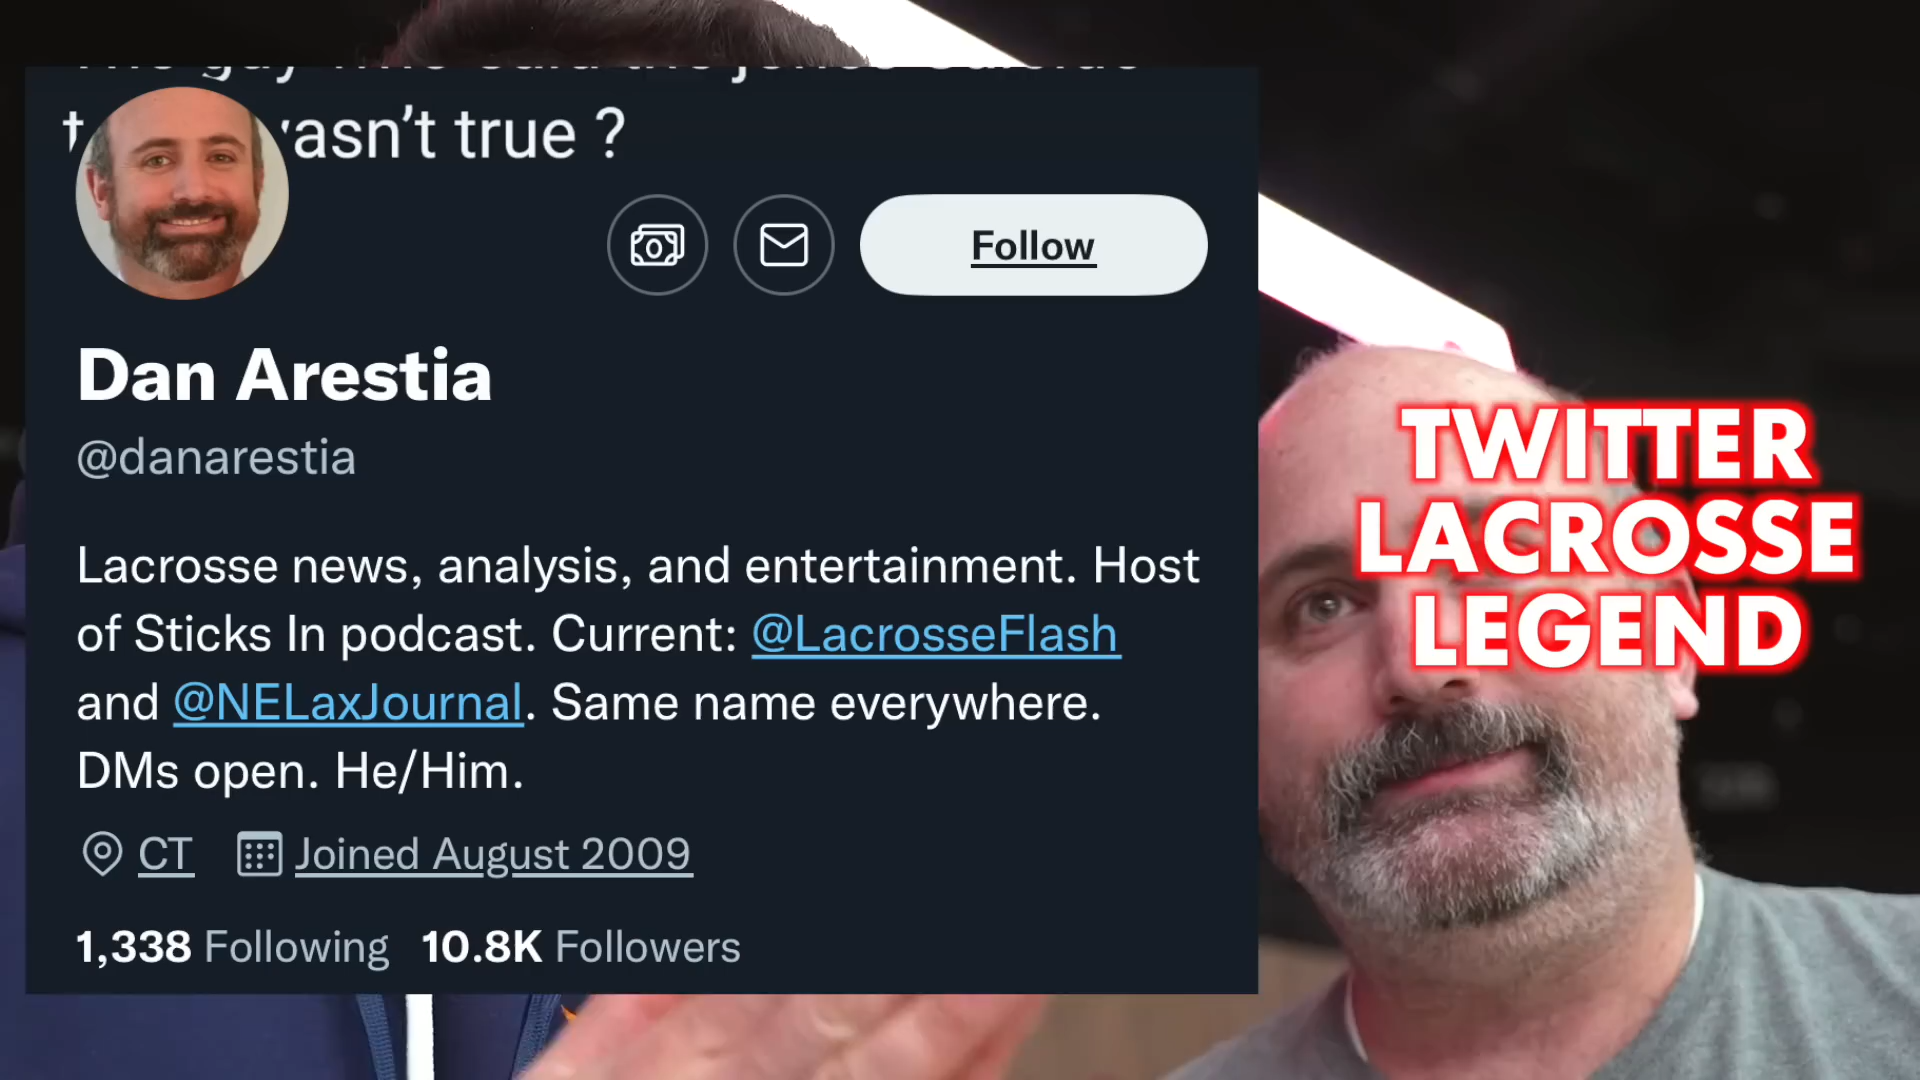 wasn't true ?
Follow
Dan Arestia
@danarestia
Lacrosse news, analysis, and entertainment. Host
of Sticks In podcast. Current: @LacrosseFlash
and @NELaxJournal. Same name everywhere.
DMs open. He/Him.
CT Joined August 2009
1,338 Following 10.8K Followers
TWITTER
LACROSSE
LEGEND